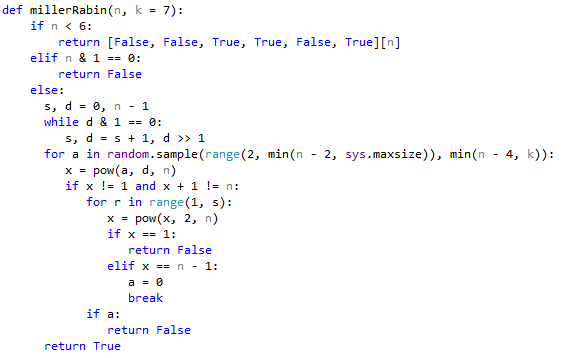 def millerRabin(n, k = 7):
    if n < 6:
        return [False, False, True, True, False, True][n]
    elif n & 1 == 0:
        return False
    else:
      s, d = 0, n - 1
      while d & 1 == 0:
         s, d = s + 1, d >> 1
      for a in random.sample(range(2, min(n - 2, sys.maxsize)), min(n - 4, k)):
         x = pow(a, d, n)
         if x != 1 and x + 1 != n:
            for r in range(1, s):
               x = pow(x, 2, n)
               if x == 1:
                  return False
               elif x == n - 1:
                  a = 0
                  break
            if a:
               return False
      return True